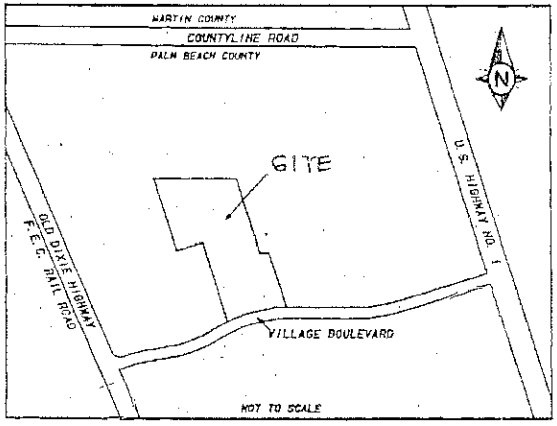 MARTIN COUNTY
COUNTYLINE ROAD
PALM BEACH COUNTY
N
SITE
U.S. HIGHWAY NO. 1
OLD DIXIE HIGHWAY
F.E.C. RAIL ROAD
VILLAGE BOULEVARD
NOT TO SCALE